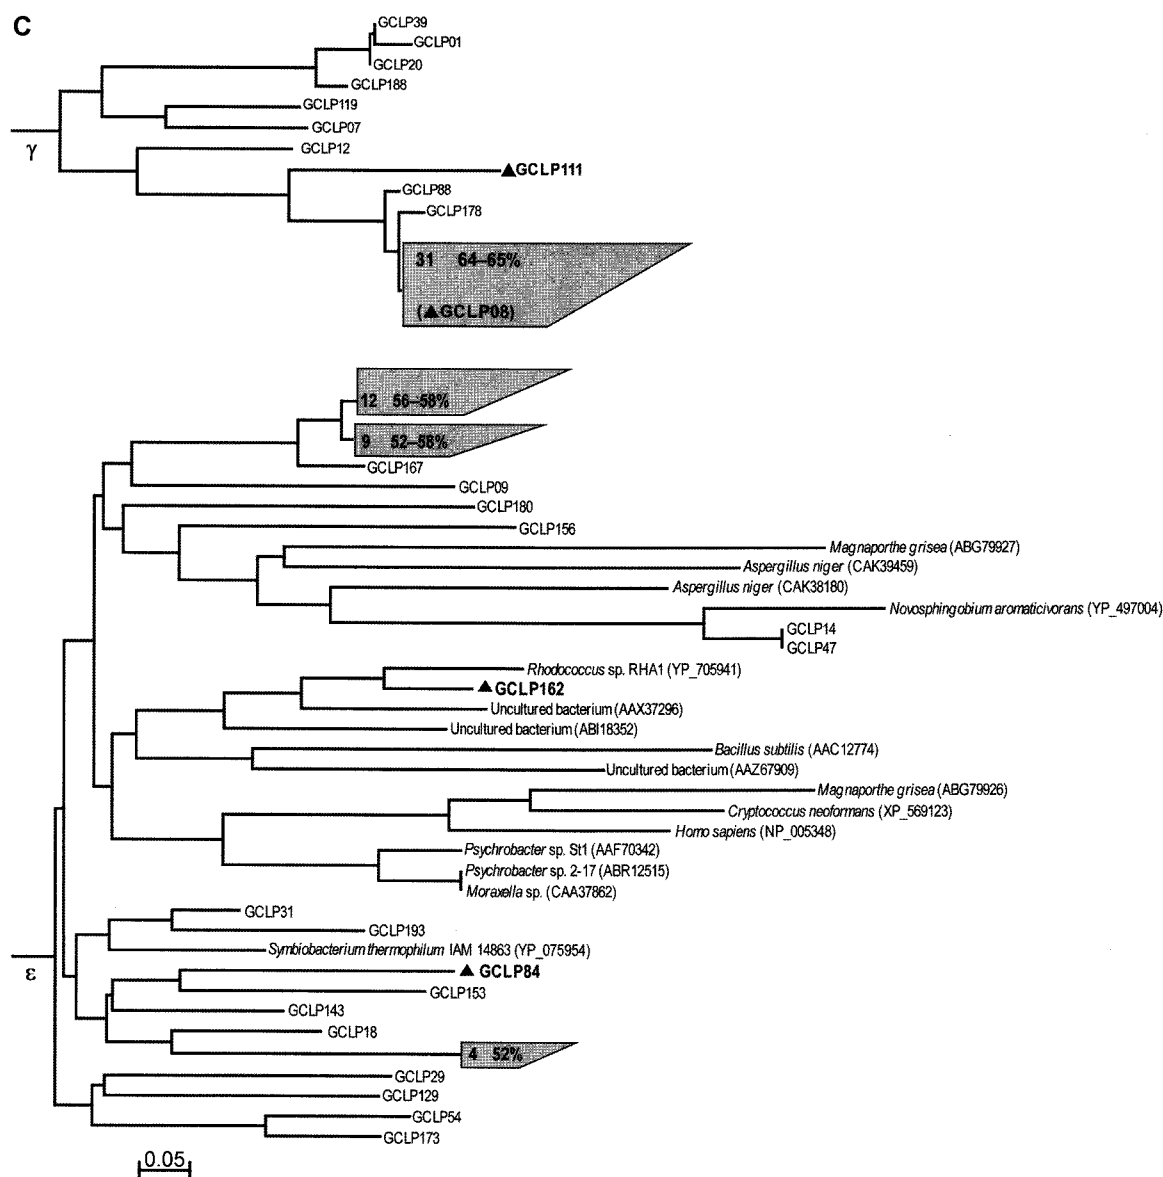 C
GCLP39
GCLP01
GCLP20
GCLP188
GCLP119
GCLP07
γ
GCLP12
▲GCLP111
GCLP88
GCLP178
31 64–65%
(▲GCLP08)
12 56–58%
9 52–58%
GCLP167
GCLP09
GCLP180
GCLP156
Magnaporthe grisea (ABG79927)
Aspergillus niger (CAK39459)
Aspergillus niger (CAK38180)
Novosphingobium aromaticivorans (YP_497004)
GCLP14
GCLP47
Rhodococcus sp. RHA1 (YP_705941)
▲GCLP162
Uncultured bacterium (AAX37296)
Uncultured bacterium (ABI18352)
Bacillus subtilis (AAC12774)
Uncultured bacterium (AAZ67909)
Magnaporthe grisea (ABG79926)
Cryptococcus neoformans (XP_569123)
Homo sapiens (NP_005348)
Psychrobacter sp. St1 (AAF70342)
Psychrobacter sp. 2-17 (ABR12515)
Moraxella sp. (CAA37862)
GCLP31
GCLP193
Symbiobacterium thermophilum IAM 14863 (YP_075954)
ε
▲ GCLP84
GCLP153
GCLP143
GCLP18
4 52%
GCLP29
GCLP129
GCLP54
GCLP173
0.05